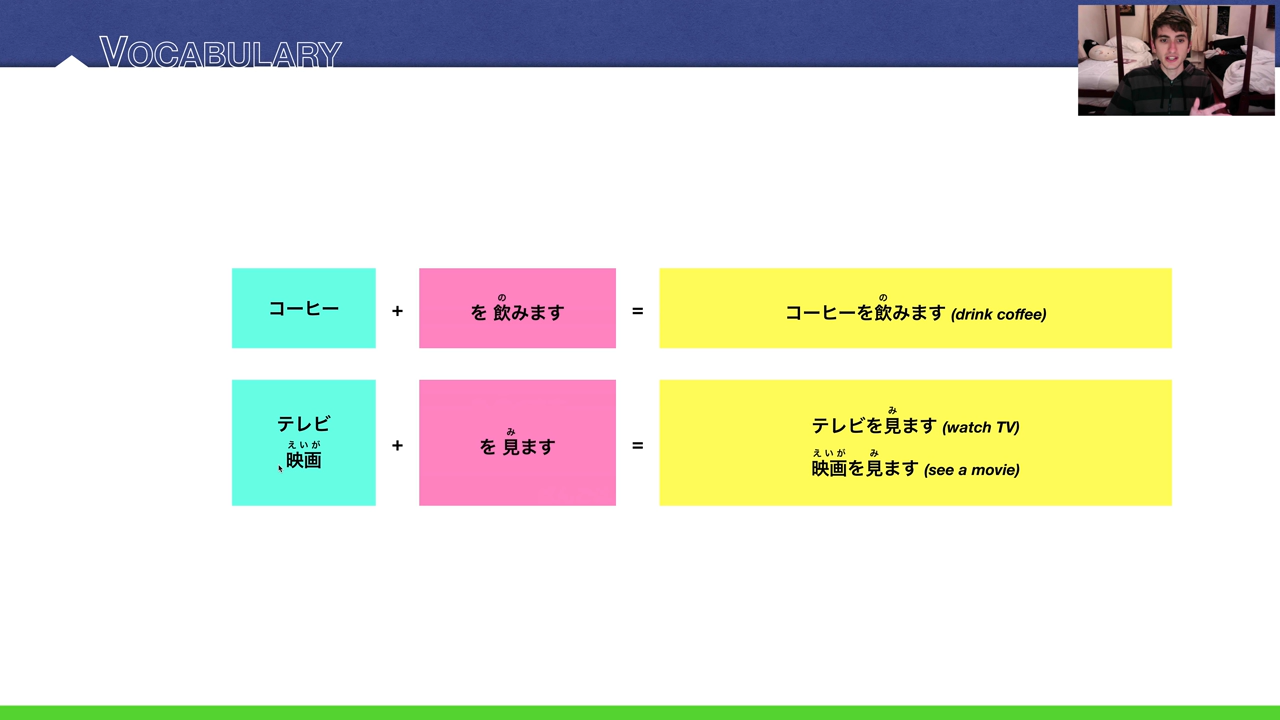 VOCABULARY
コーヒー + を 飲みます = コーヒーを飲みます (drink coffee)
の
の
テレビ
えいが
映画
+
み
を 見ます
=
み
テレビを見ます (watch TV)
えいが み
映画を見ます (see a movie)